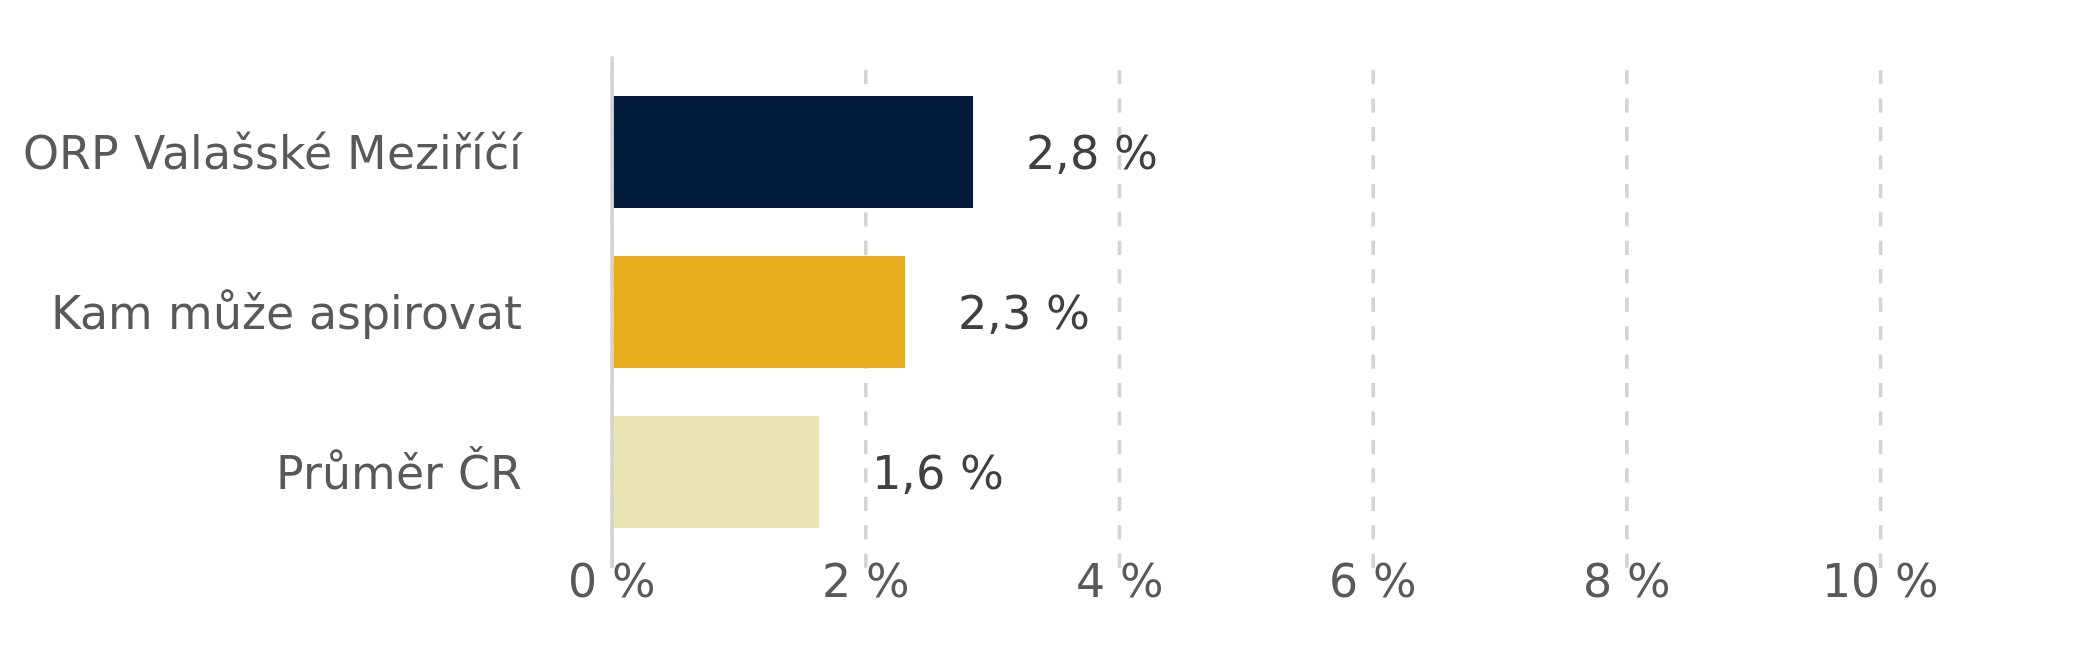 ORP Valašské Meziříčí
2,8 %
Kam může aspirovat
2,3 %
Průměr ČR
1,6 %
0 % 2 % 4 % 6 % 8 % 10 %